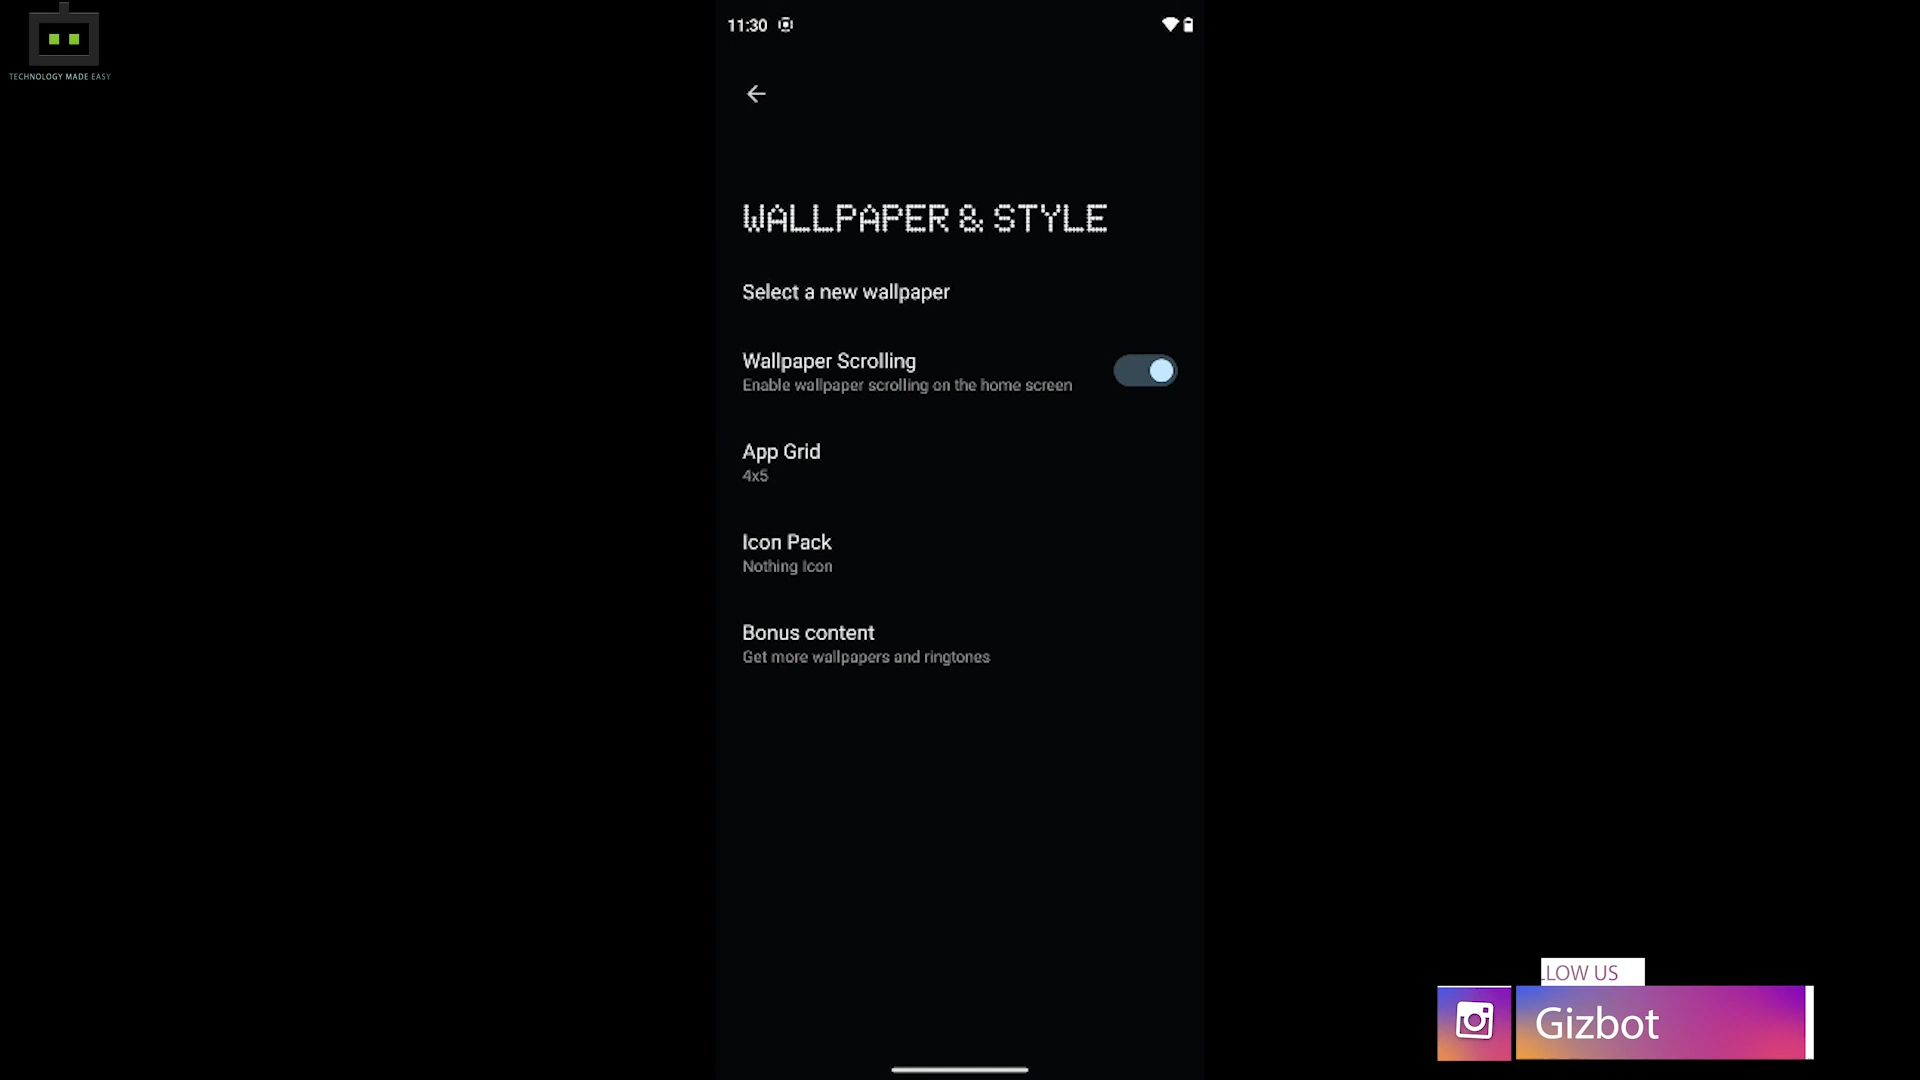 TECHNOLOGY MADE EASY
11:30
WALLPAPER & STYLE
Select a new wallpaper
Wallpaper Scrolling
Enable wallpaper scrolling on the home screen
App Grid
4x5
Icon Pack
Nothing Icon
Bonus content
Get more wallpapers and ringtones
LLOW US
Gizbot